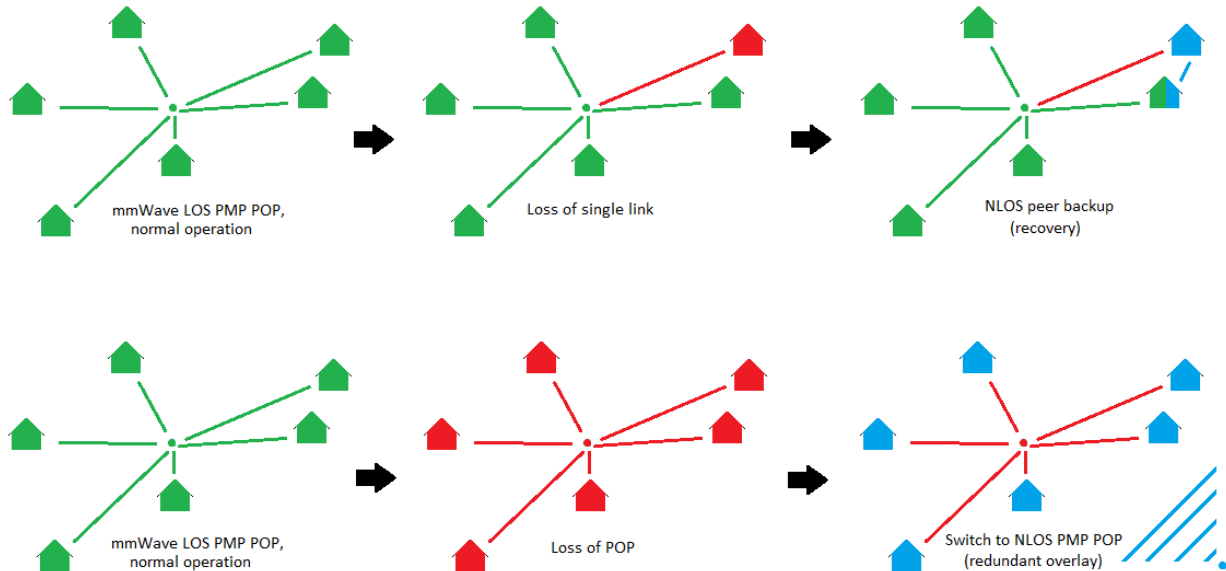 mmWave LOS PMP POP,
normal operation
Loss of single link
NLOS peer backup
(recovery)
mmWave LOS PMP POP,
normal operation
Loss of POP
Switch to NLOS PMP POP
(redundant overlay)